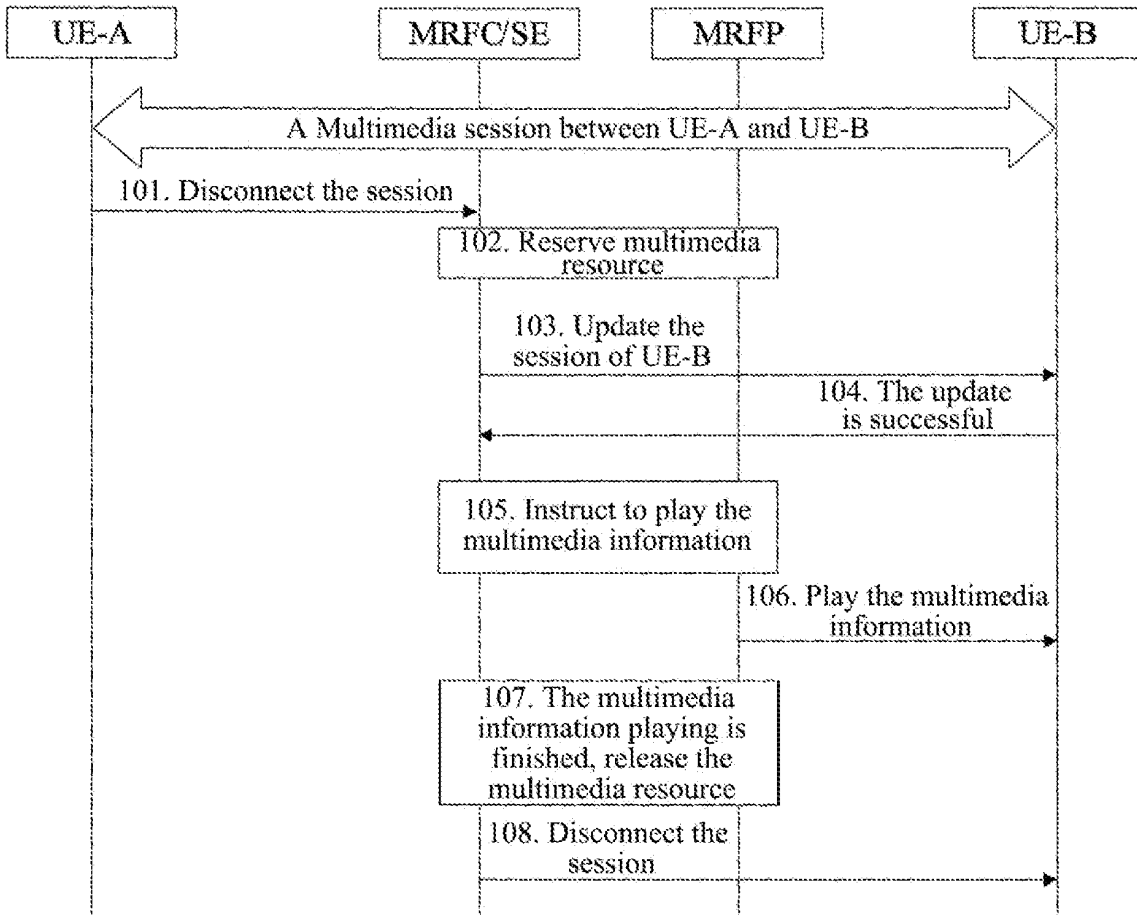 UE-A
MRFC/SE
MRFP
UE-B
A Multimedia session between UE-A and UE-B
101. Disconnect the session
102. Reserve multimedia
resource
103. Update the
session of UE-B
104. The update
is successful
105. Instruct to play the
multimedia information
106. Play the multimedia
information
107. The multimedia
information playing is
finished, release the
multimedia resource
108. Disconnect the
session